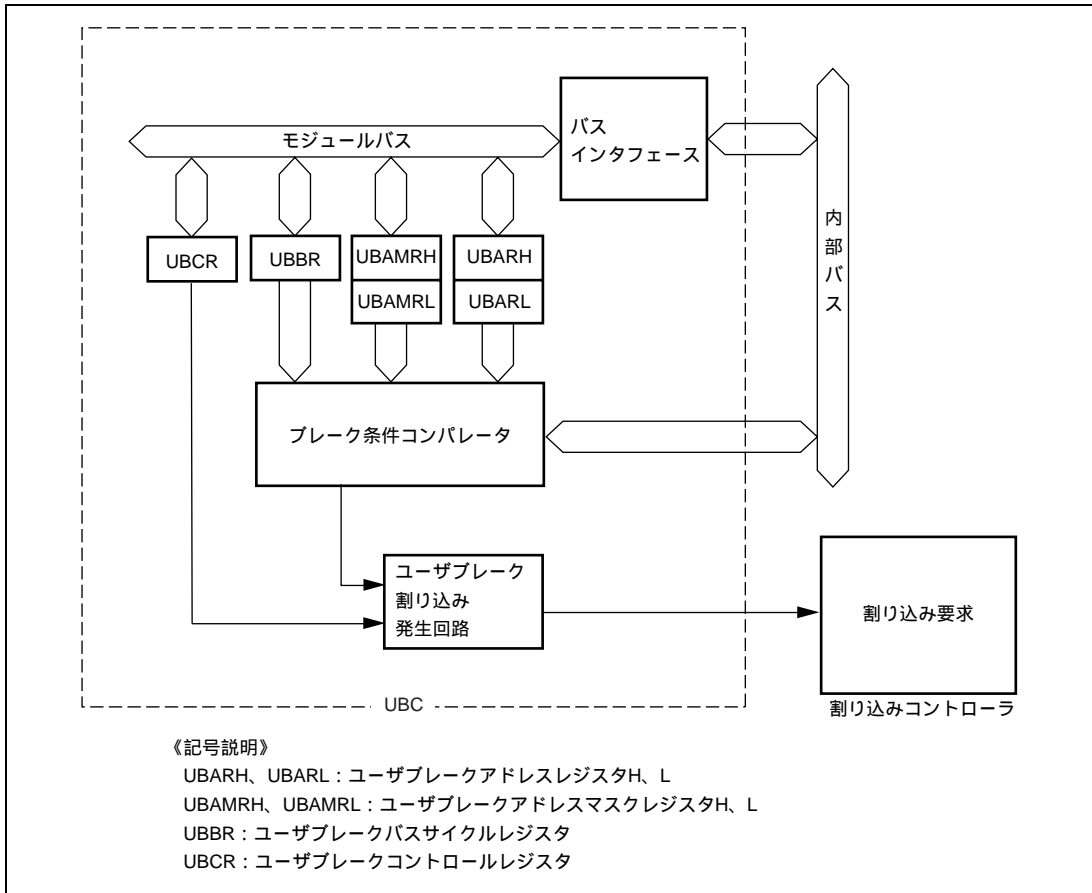 モジュールバス
バス
インタフェース
内部バス
UBCR
UBBR
UBAMRH
UBAMRL
UBARH
UBARL
ブレーク条件コンパレータ
ユーザブレーク
割り込み
発生回路
割り込み要求
割り込みコントローラ
UBC
《記号説明》
UBARH、UBARL:ユーザブレークアドレスレジスタH、L
UBAMRH、UBAMRL:ユーザブレークアドレスマスクレジスタH、L
UBBR:ユーザブレークバスサイクルレジスタ
UBCR:ユーザブレークコントロールレジスタ